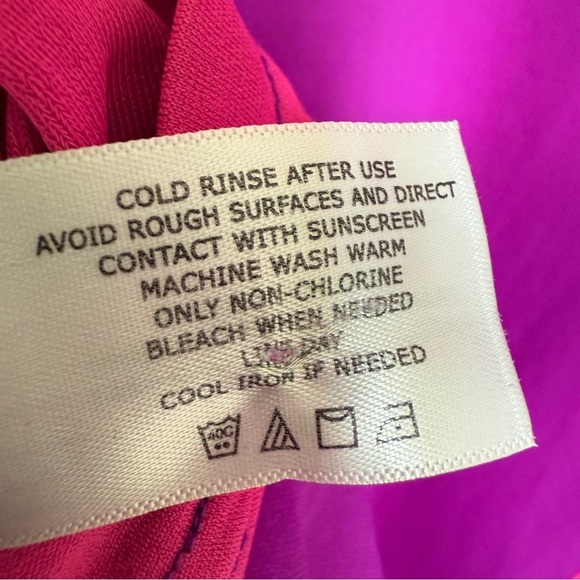 COLD RINSE AFTER USE
AVOID ROUGH SURFACES AND DIRECT
CONTACT WITH SUNSCREEN
MACHINE WASH WARM
ONLY NON-CHLORINE
BLEACH WHEN NEEDED
LINE DRY
COOL IRON IF NEEDED
40C